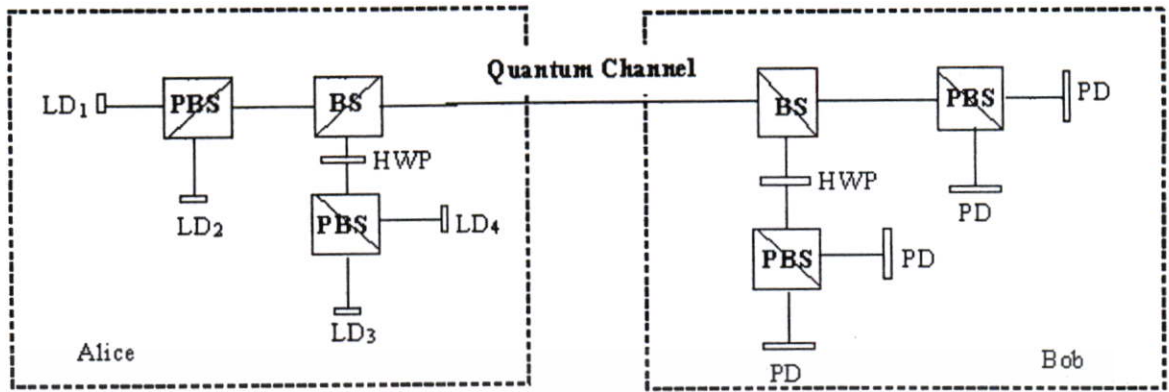 Quantum Channel
LD₁
PBS
BS
BS
PBS
PD
HWP
HWP
LD₂
PBS
LD₄
PD
PBS
PD
LD₃
Alice
PD
Bob